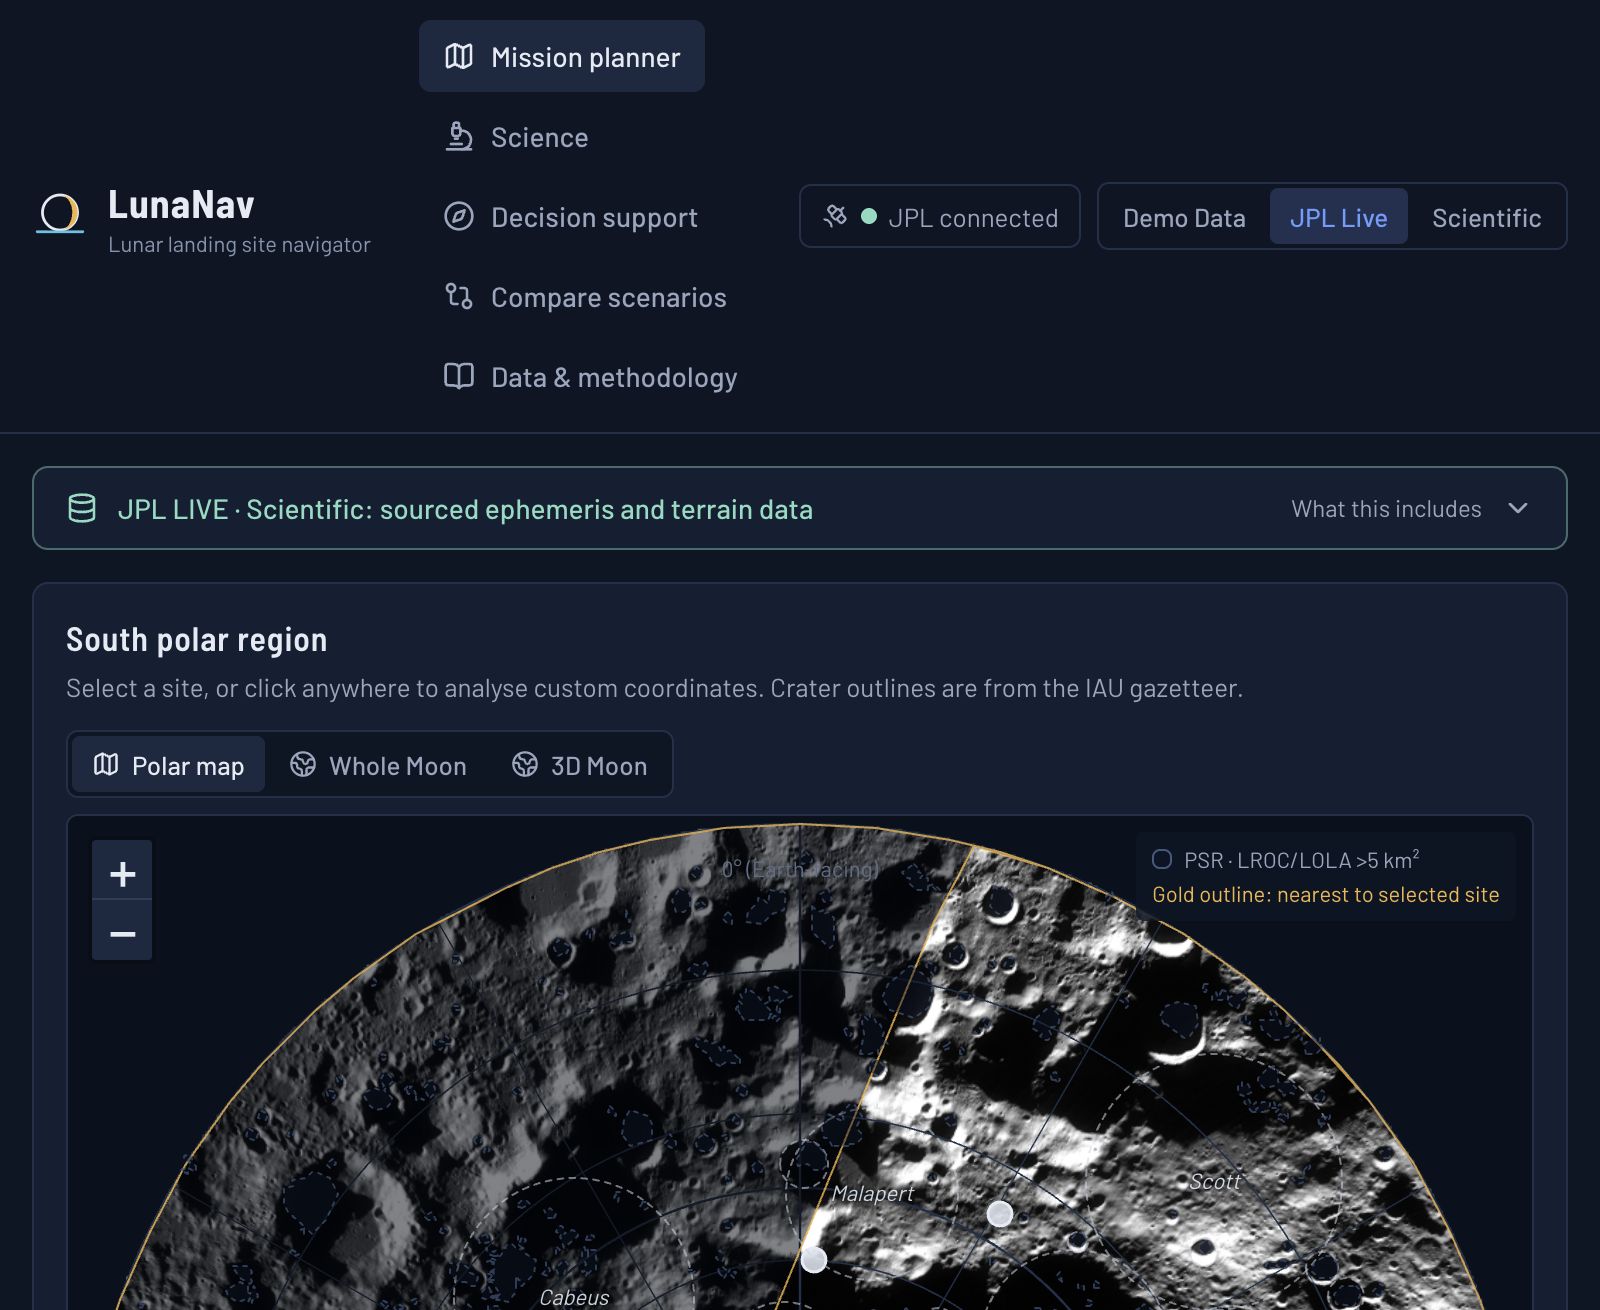 Mission planner
Science
LunaNav
Lunar landing site navigator
Decision support
JPL connected
Demo Data
JPL Live
Scientific
Compare scenarios
Data & methodology
JPL LIVE · Scientific: sourced ephemeris and terrain data
What this includes
South polar region
Select a site, or click anywhere to analyse custom coordinates. Crater outlines are from the IAU gazetteer.
Polar map
Whole Moon
3D Moon
+
−
0° (Earth-facing)
PSR · LROC/LOLA >5 km²
Gold outline: nearest to selected site
Malapert
Scott
Cabeus